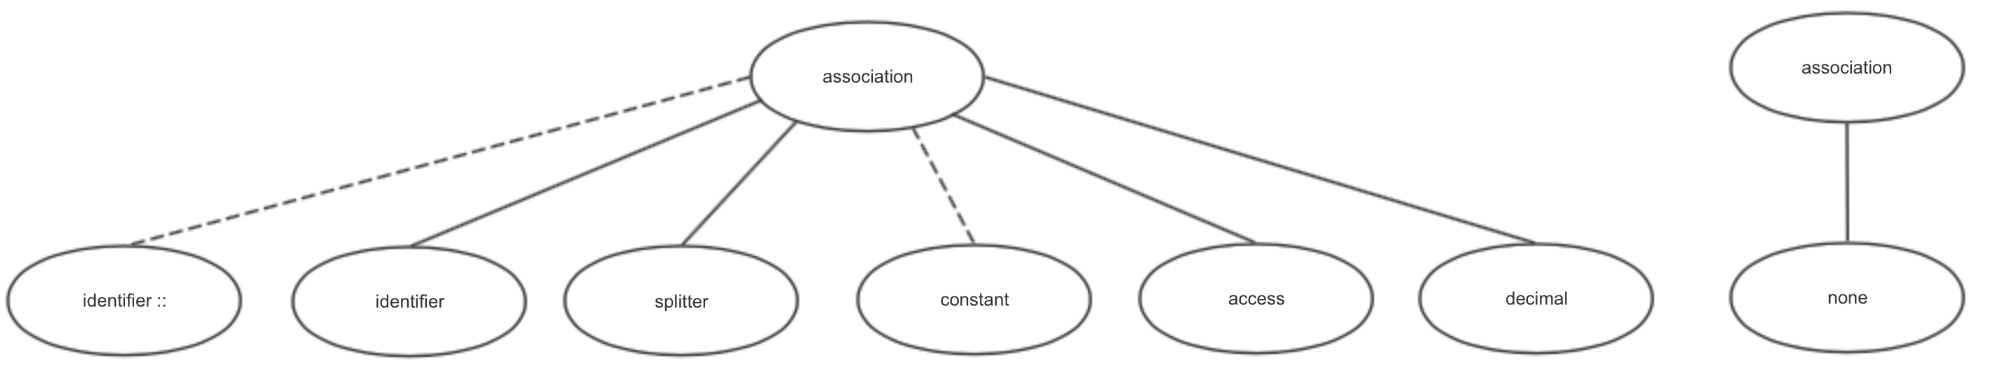 association
association
identifier ::
identifier
splitter
constant
access
decimal
none